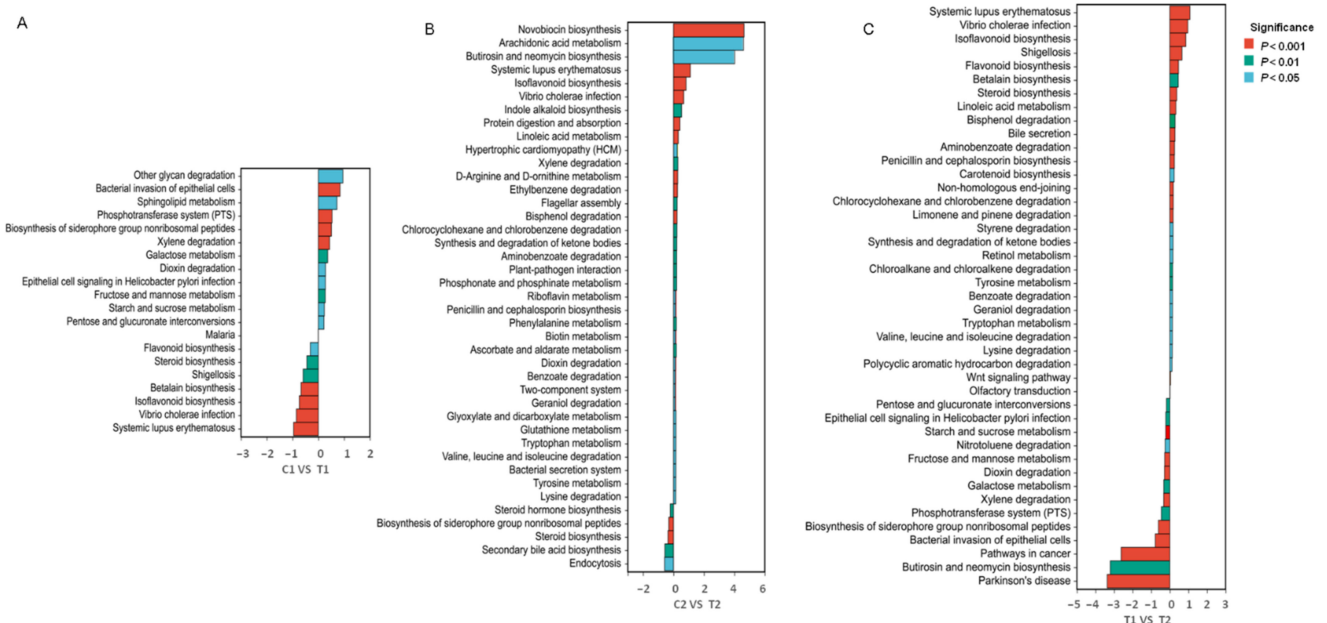 A
Other glycan degradation
Bacterial invasion of epithelial cells
Sphingolipid metabolism
Phosphotransferase system (PTS)
Biosynthesis of siderophore group nonribosomal peptides
Xylene degradation
Galactose metabolism
Dioxin degradation
Epithelial cell signaling in Helicobacter pylori infection
Fructose and mannose metabolism
Starch and sucrose metabolism
Pentose and glucuronate interconversions
Malaria
Flavonoid biosynthesis
Steroid biosynthesis
Shigellosis
Betalain biosynthesis
Isoflavonoid biosynthesis
Vibrio cholerae infection
Systemic lupus erythematosus
−3 −2 −1 0 1 2
C1 VS T1
B
Novobiocin biosynthesis
Arachidonic acid metabolism
Butirosin and neomycin biosynthesis
Systemic lupus erythematosus
Isoflavonoid biosynthesis
Vibrio cholerae infection
Indole alkaloid biosynthesis
Protein digestion and absorption
Linoleic acid metabolism
Hypertrophic cardiomyopathy (HCM)
Xylene degradation
D-Arginine and D-ornithine metabolism
Ethylbenzene degradation
Flagellar assembly
Bisphenol degradation
Chlorocyclohexane and chlorobenzene degradation
Synthesis and degradation of ketone bodies
Aminobenzoate degradation
Plant-pathogen interaction
Phosphonate and phosphinate metabolism
Riboflavin metabolism
Penicillin and cephalosporin biosynthesis
Phenylalanine metabolism
Biotin metabolism
Ascorbate and aldarate metabolism
Dioxin degradation
Benzoate degradation
Two-component system
Geraniol degradation
Glyoxylate and dicarboxylate metabolism
Glutathione metabolism
Tryptophan metabolism
Valine, leucine and isoleucine degradation
Bacterial secretion system
Tyrosine metabolism
Lysine degradation
Steroid hormone biosynthesis
Biosynthesis of siderophore group nonribosomal peptides
Steroid biosynthesis
Secondary bile acid biosynthesis
Endocytosis
−2 0 2 4 6
C2 VS T2
C
Systemic lupus erythematosus
Vibrio cholerae infection
Isoflavonoid biosynthesis
Shigellosis
Flavonoid biosynthesis
Betalain biosynthesis
Steroid biosynthesis
Linoleic acid metabolism
Bisphenol degradation
Bile secretion
Aminobenzoate degradation
Penicillin and cephalosporin biosynthesis
Carotenoid biosynthesis
Non-homologous end-joining
Chlorocyclohexane and chlorobenzene degradation
Limonene and pinene degradation
Styrene degradation
Synthesis and degradation of ketone bodies
Retinol metabolism
Chloroalkane and chloroalkene degradation
Tyrosine metabolism
Benzoate degradation
Geraniol degradation
Tryptophan metabolism
Valine, leucine and isoleucine degradation
Lysine degradation
Polycyclic aromatic hydrocarbon degradation
Wnt signaling pathway
Olfactory transduction
Pentose and glucuronate interconversions
Epithelial cell signaling in Helicobacter pylori infection
Starch and sucrose metabolism
Nitrotoluene degradation
Fructose and mannose metabolism
Dioxin degradation
Galactose metabolism
Xylene degradation
Phosphotransferase system (PTS)
Biosynthesis of siderophore group nonribosomal peptides
Bacterial invasion of epithelial cells
Pathways in cancer
Butirosin and neomycin biosynthesis
Parkinson's disease
−5 −4 −3 −2 −1 0 1 2 3
T1 VS T2
Significance
P < 0.001
P < 0.01
P < 0.05